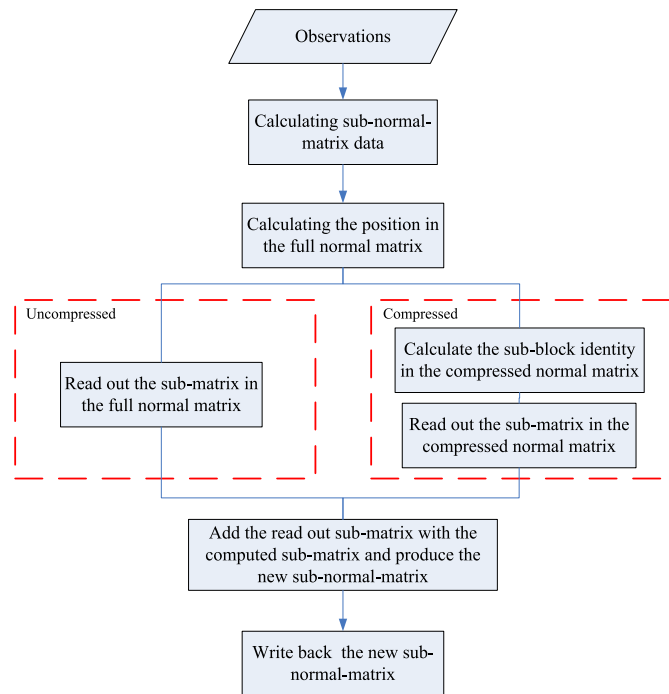 Observations
Calculating sub-normal-
matrix data
Calculating the position in
the full normal matrix
Uncompressed
Read out the sub-matrix in
the full normal matrix
Compressed
Calculate the sub-block identity
in the compressed normal matrix
Read out the sub-matrix in the
compressed normal matrix
Add the read out sub-matrix with the
computed sub-matrix and produce the
new sub-normal-matrix
Write back the new sub-
normal-matrix